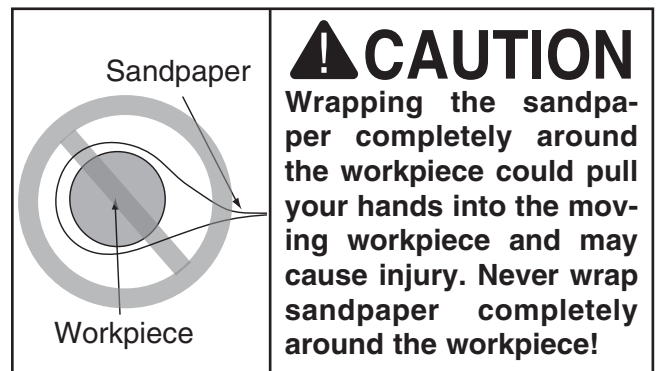 Sandpaper
Workpiece
CAUTION
Wrapping the sandpa-
per completely around
the workpiece could pull
your hands into the mov-
ing workpiece and may
cause injury. Never wrap
sandpaper completely
around the workpiece!